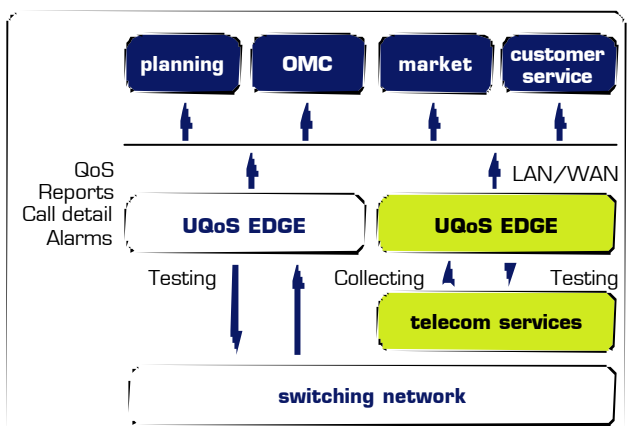 planning
OMC
market
customer
service
QoS
Reports
Call detail
Alarms
LAN/WAN
UQoS EDGE
UQoS EDGE
Testing
Collecting
Testing
telecom services
switching network